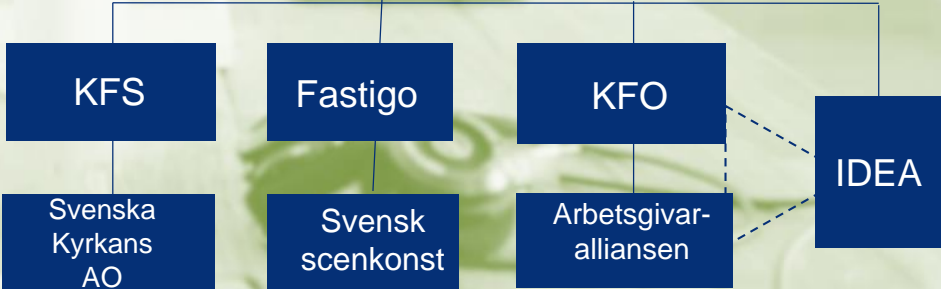 KFS
Fastigo
KFO
IDEA
Svenska
Kyrkans
AO
Svensk
scenkonst
Arbetsgivar-
alliansen